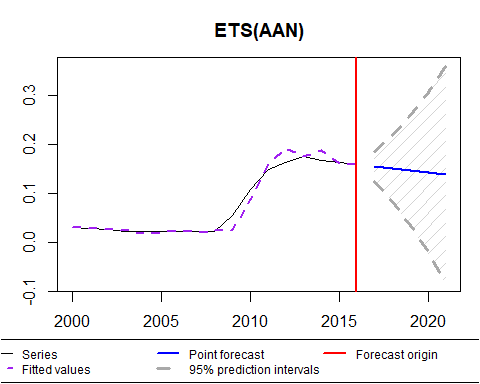 ETS(AAN)
0.3
0.2
0.1
0.0
-0.1
2000 2005 2010 2015 2020
Series Point forecast Forecast origin
Fitted values 95% prediction intervals